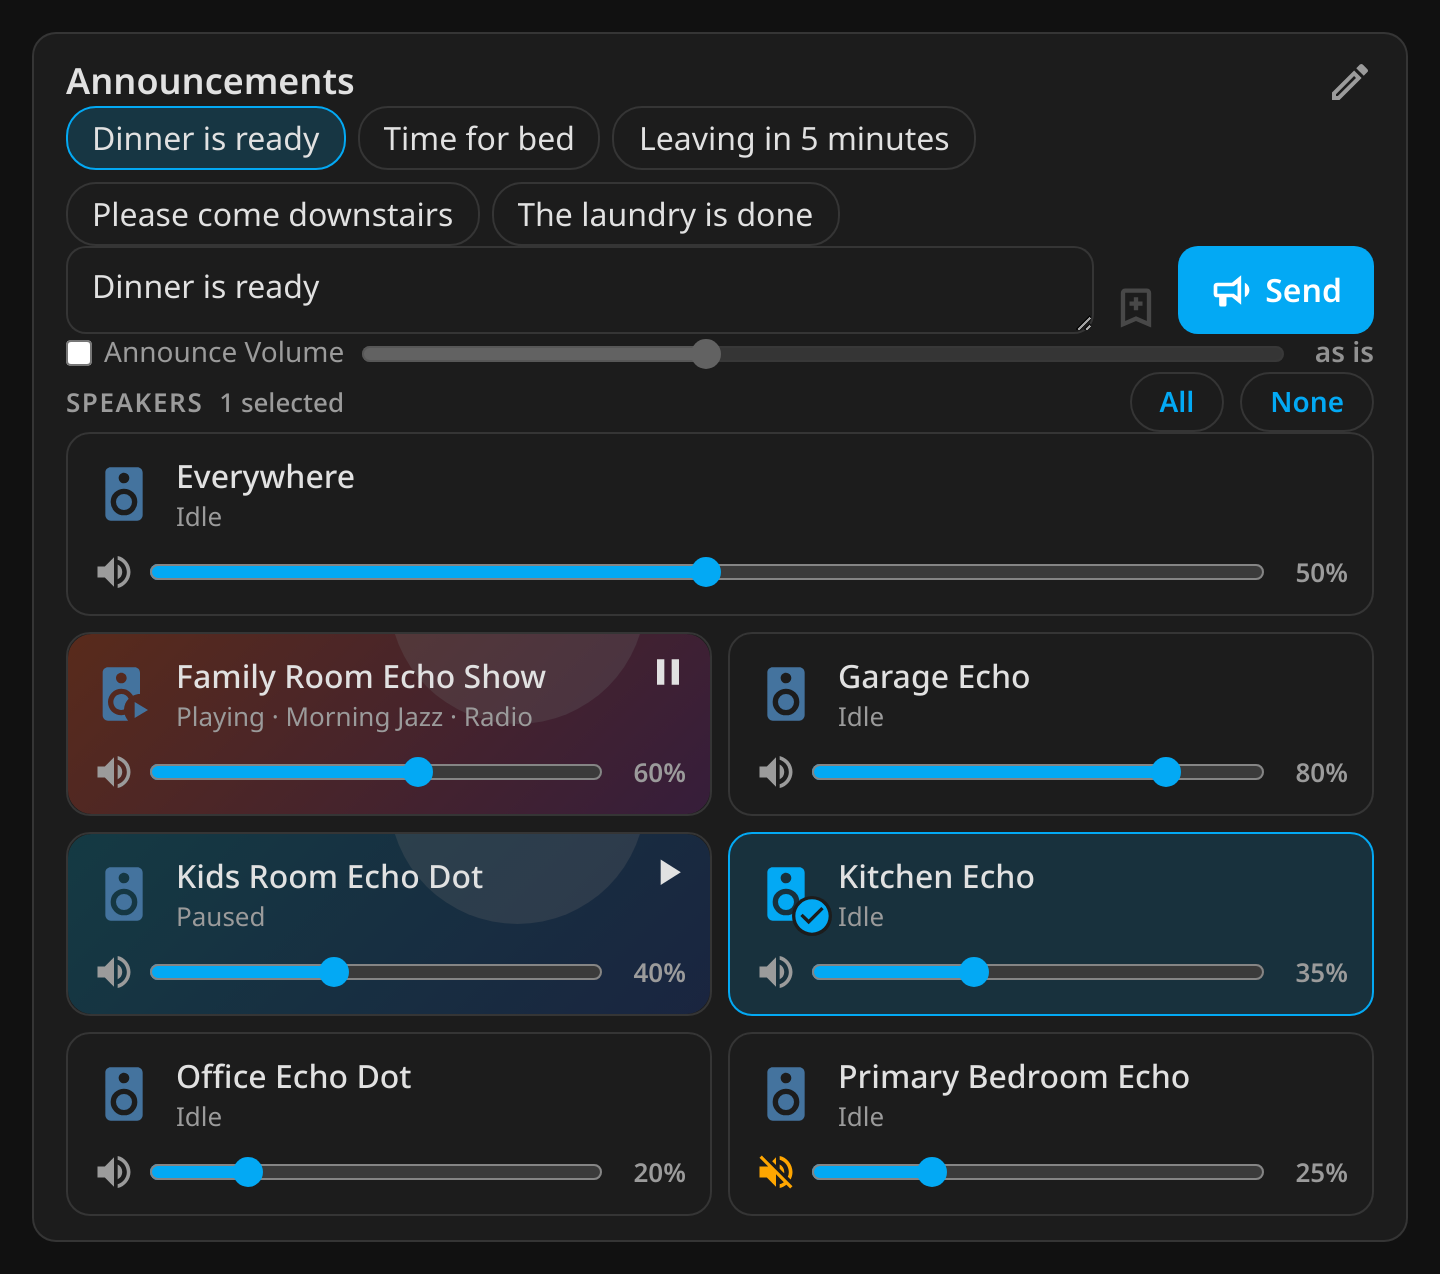 Announcements
Dinner is ready
Time for bed
Leaving in 5 minutes
Please come downstairs
The laundry is done
Dinner is ready
Send
Announce Volume
as is
SPEAKERS 1 selected
All
None
Everywhere
Idle
50%
Family Room Echo Show
Playing · Morning Jazz · Radio
60%
Garage Echo
Idle
80%
Kids Room Echo Dot
Paused
40%
Kitchen Echo
Idle
35%
Office Echo Dot
Idle
20%
Primary Bedroom Echo
Idle
25%